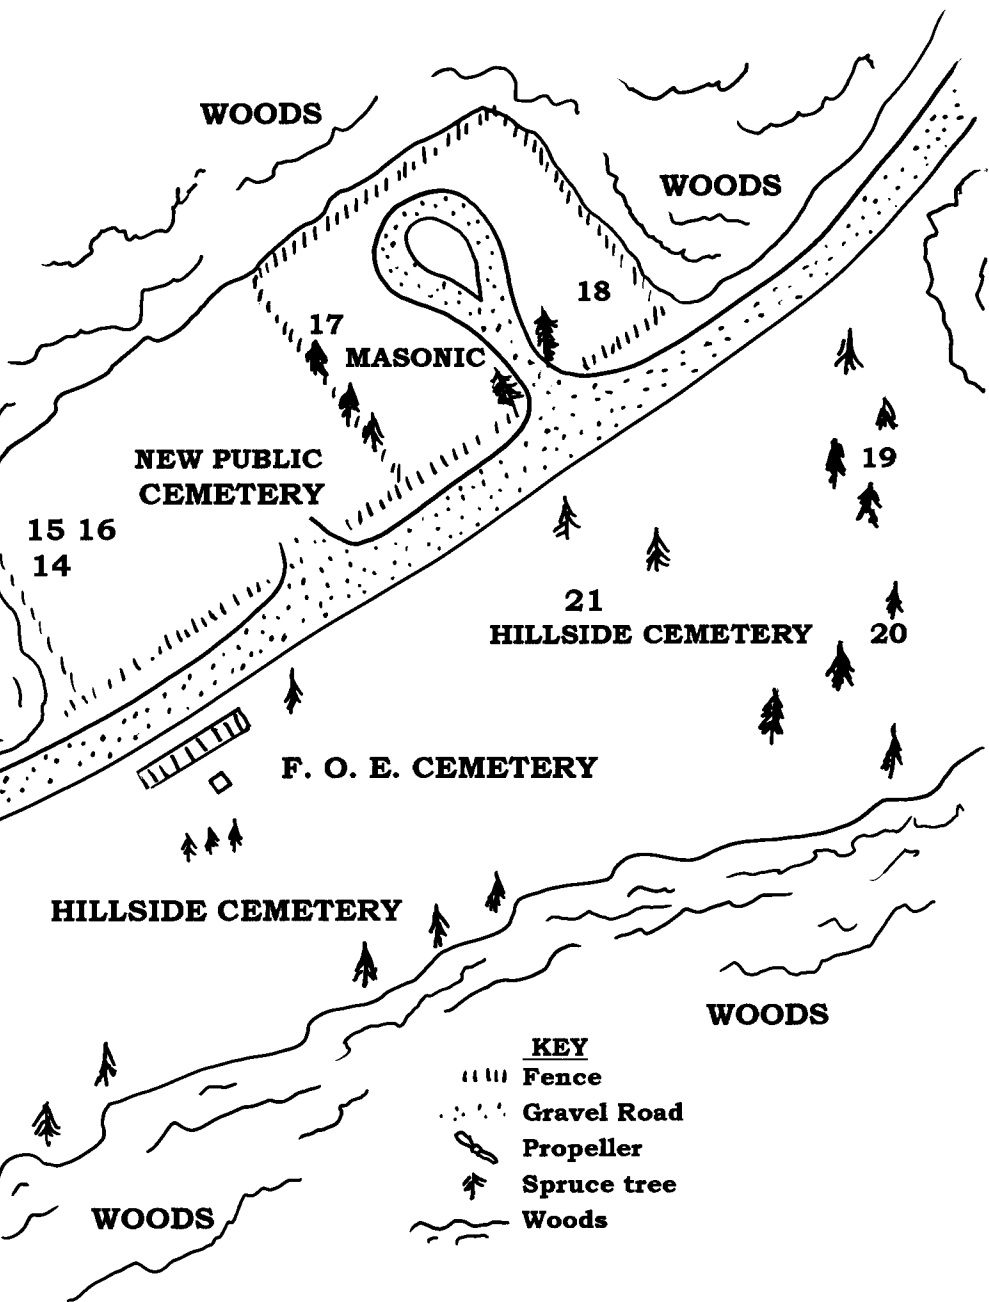 WOODS
WOODS
18
17
MASONIC
NEW PUBLIC
CEMETERY
19
15 16
14
21
HILLSIDE CEMETERY
20
F. O. E. CEMETERY
HILLSIDE CEMETERY
WOODS
KEY
Fence
Gravel Road
Propeller
Spruce tree
Woods
WOODS